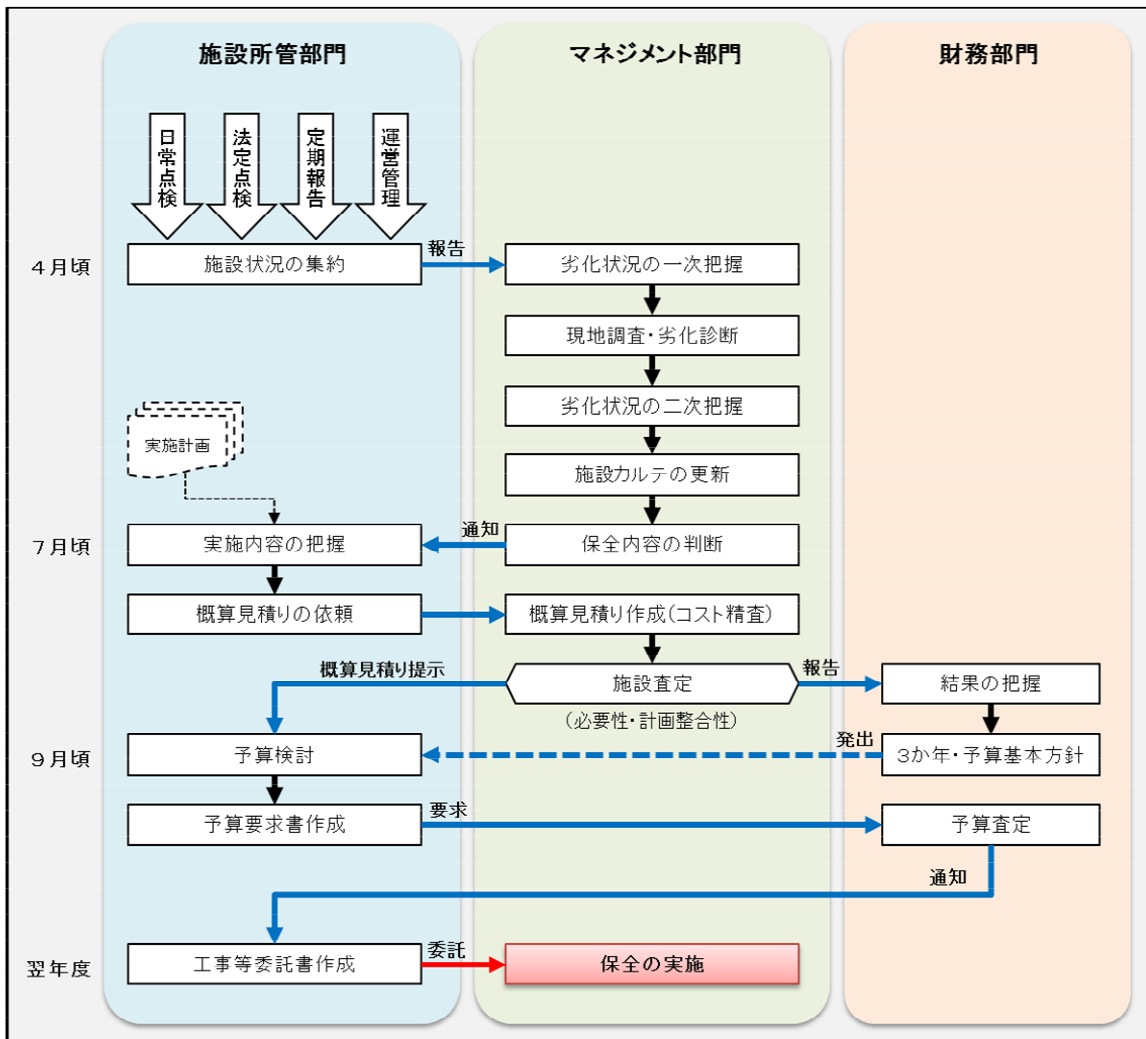 施設所管部門
マネジメント部門
財務部門
日常点検
法定点検
定期報告
運営管理
4月頃
施設状況の集約
報告
劣化状況の一次把握
現地調査・劣化診断
劣化状況の二次把握
実施計画
施設カルテの更新
7月頃
実施内容の把握
通知
保全内容の判断
概算見積りの依頼
概算見積り作成(コスト精査)
概算見積り提示
施設査定
報告
結果の把握
(必要性・計画整合性)
発出
9月頃
予算検討
3か年・予算基本方針
予算要求書作成
要求
予算査定
通知
翌年度
工事等委託書作成
委託
保全の実施